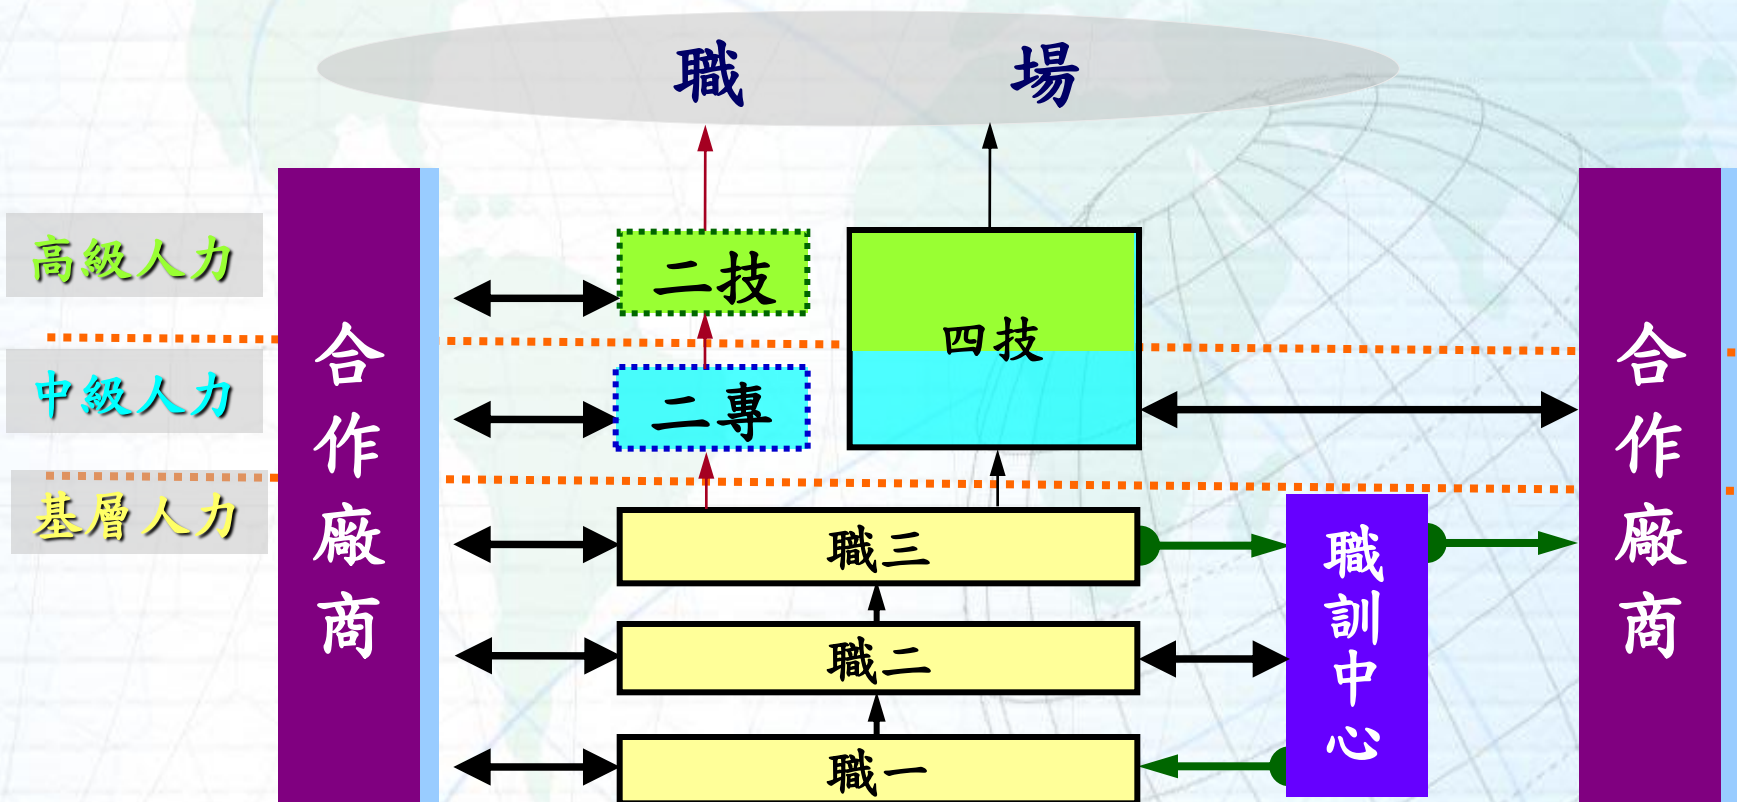 職場
高級人力
中級人力
基層人力
合作廠商
二技
四技
二專
職三
職二
職一
職訓中心
合作廠商